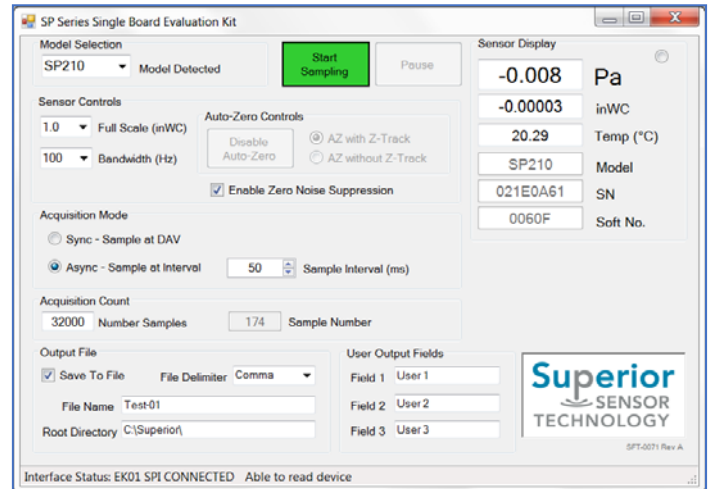 SP Series Single Board Evaluation Kit
Model Selection
SP210 Model Detected
Start Sampling
Pause
Sensor Display
-0.008 Pa
-0.00003 inWC
20.29 Temp (°C)
SP210 Model
021E0A61 SN
0060F Soft No.
Sensor Controls
1.0 Full Scale (inWC)
100 Bandwidth (Hz)
Auto-Zero Controls
Disable Auto-Zero
AZ with Z-Track
AZ without Z-Track
Enable Zero Noise Suppression
Acquisition Mode
Sync - Sample at DAV
Async - Sample at Interval 50 Sample Interval (ms)
Acquisition Count
32000 Number Samples 174 Sample Number
Output File
Save To File File Delimiter Comma
File Name Test-01
Root Directory C:\Superior\
User Output Fields
Field 1 User 1
Field 2 User 2
Field 3 User 3
Superior
SENSOR
TECHNOLOGY
SFT-0071 Rev A
Interface Status: EK01 SPI CONNECTED Able to read device